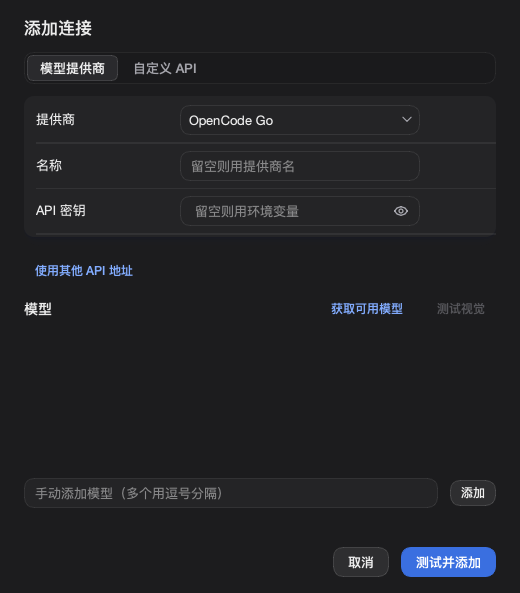 添加连接
模型提供商 自定义 API
提供商 OpenCode Go
名称 留空则用提供商名
API 密钥 留空则用环境变量
使用其他 API 地址
模型 获取可用模型 测试视觉
手动添加模型（多个用逗号分隔） 添加
取消 测试并添加